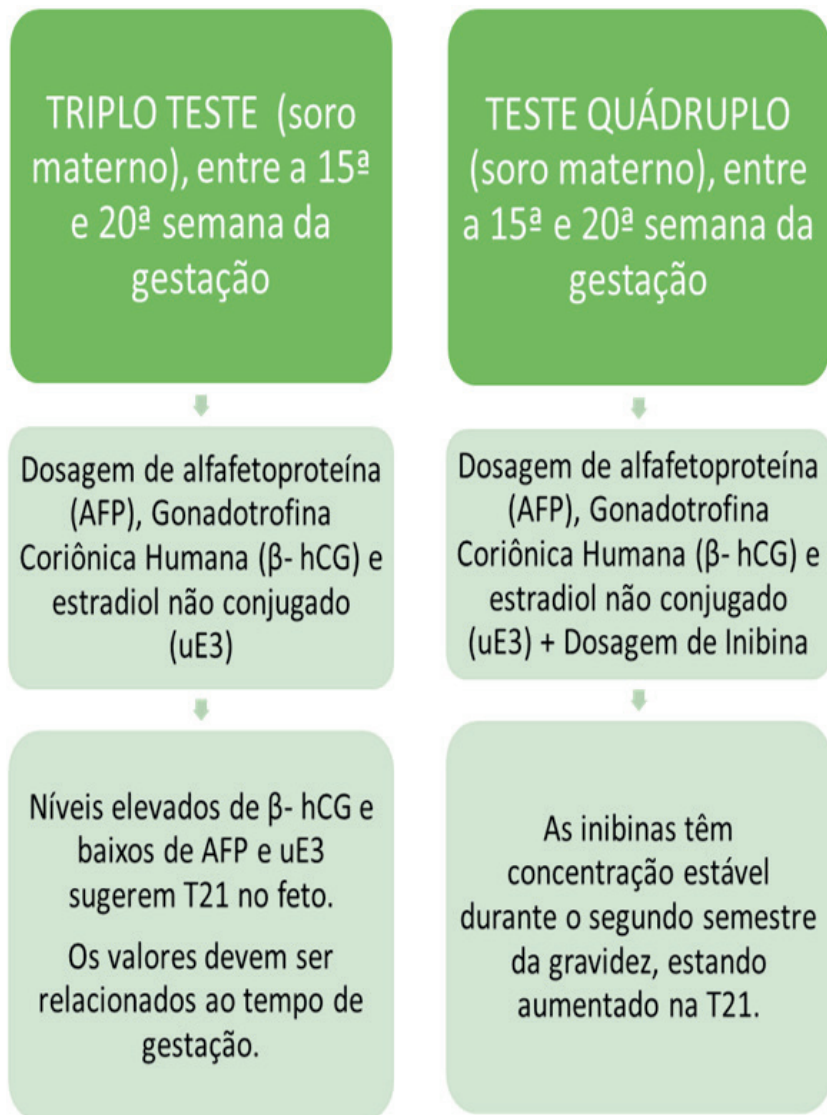 TRIPLO TESTE (soro
materno), entre a 15ª
e 20ª semana da
gestação
Dosagem de alfafetoproteína
(AFP), Gonadotrofina
Coriônica Humana (β- hCG) e
estradiol não conjugado
(uE3)
Níveis elevados de β- hCG e
baixos de AFP e uE3
sugerem T21 no feto.
Os valores devem ser
relacionados ao tempo de
gestação.
TESTE QUÁDRUPLO
(soro materno), entre
a 15ª e 20ª semana da
gestação
Dosagem de alfafetoproteína
(AFP), Gonadotrofina
Coriônica Humana (β- hCG) e
estradiol não conjugado
(uE3) + Dosagem de Inibina
As inibinas têm
concentração estável
durante o segundo semestre
da gravidez, estando
aumentado na T21.